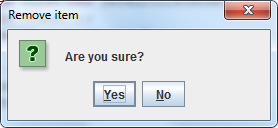 Remove item
? Are you sure?
Yes No